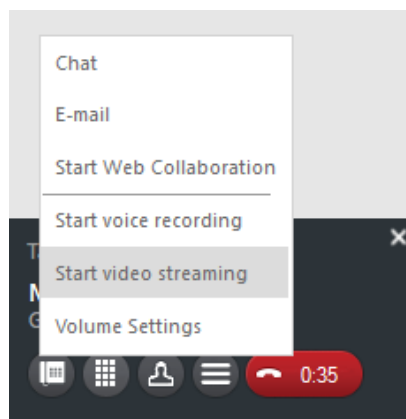 Chat
E-mail
Start Web Collaboration
Start voice recording
Start video streaming
Volume Settings
0:35